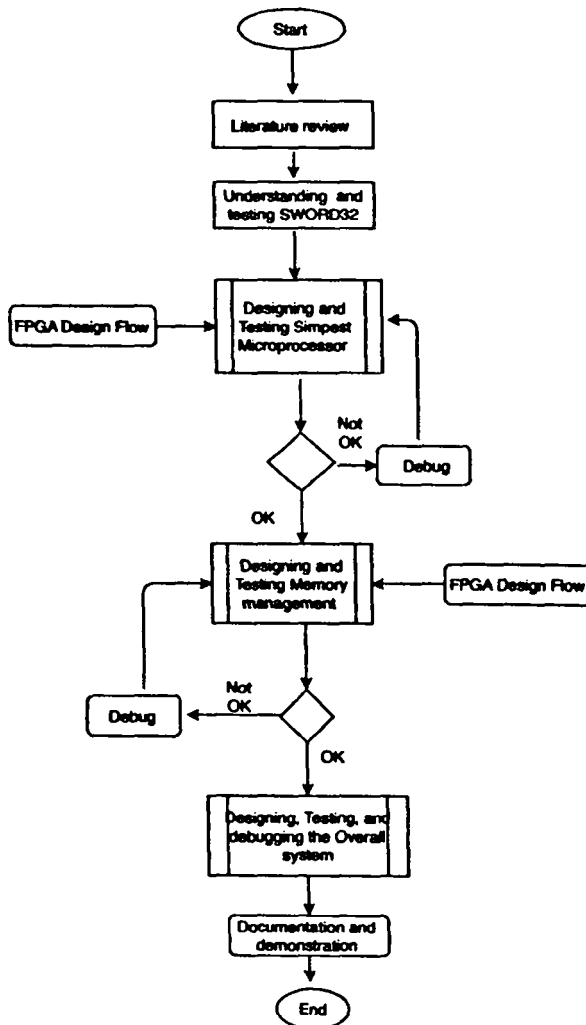 Start
Literature review
Understanding and
testing SWORD32
FPGA Design Flow
Designing and
Testing Simpest
Microprocessor
Not
OK
Debug
OK
Designing and
Testing Memory
management
FPGA Design Flow
Debug
Not
OK
OK
Designing, Testing, and
debugging the Overall
system
Documentation and
demonstration
End